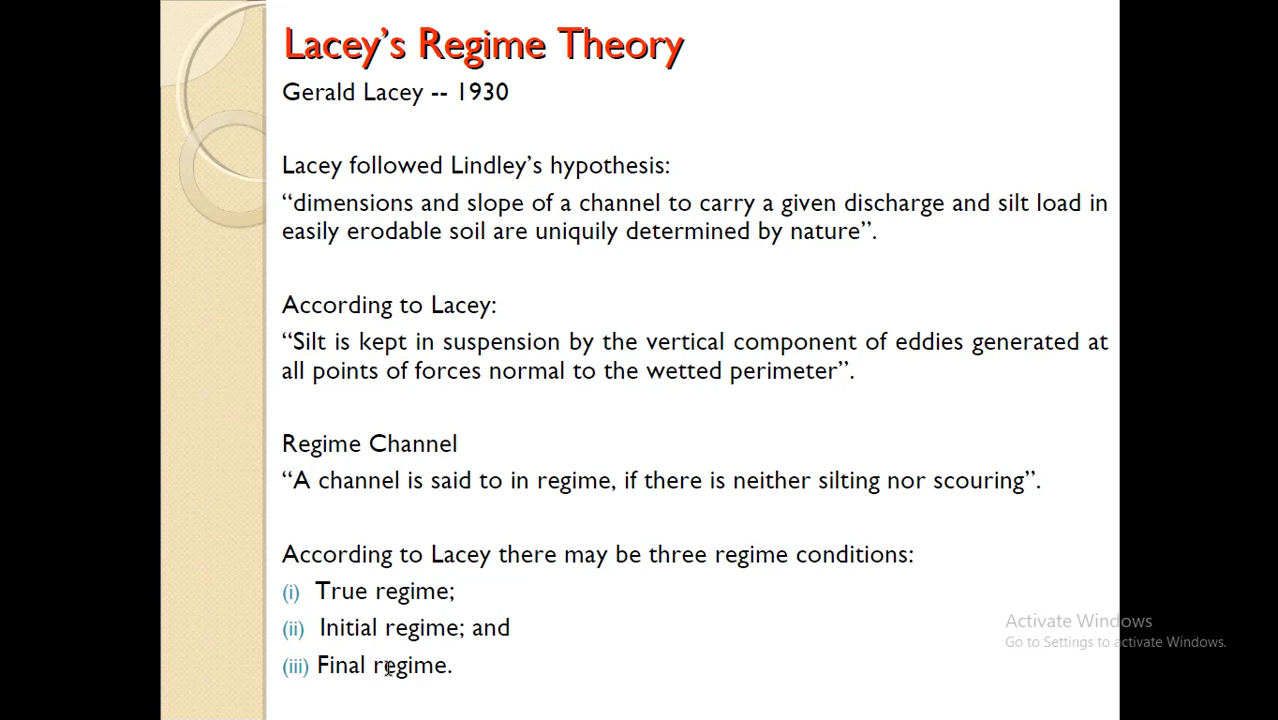 Lacey’s Regime Theory
Gerald Lacey -- 1930
Lacey followed Lindley’s hypothesis:
“dimensions and slope of a channel to carry a given discharge and silt load in
easily erodable soil are uniquily determined by nature”.
According to Lacey:
“Silt is kept in suspension by the vertical component of eddies generated at
all points of forces normal to the wetted perimeter”.
Regime Channel
“A channel is said to in regime, if there is neither silting nor scouring”.
According to Lacey there may be three regime conditions:
(i) True regime;
(ii) Initial regime; and
(iii) Final regime.
Activate Windows
Go to Settings to activate Windows.